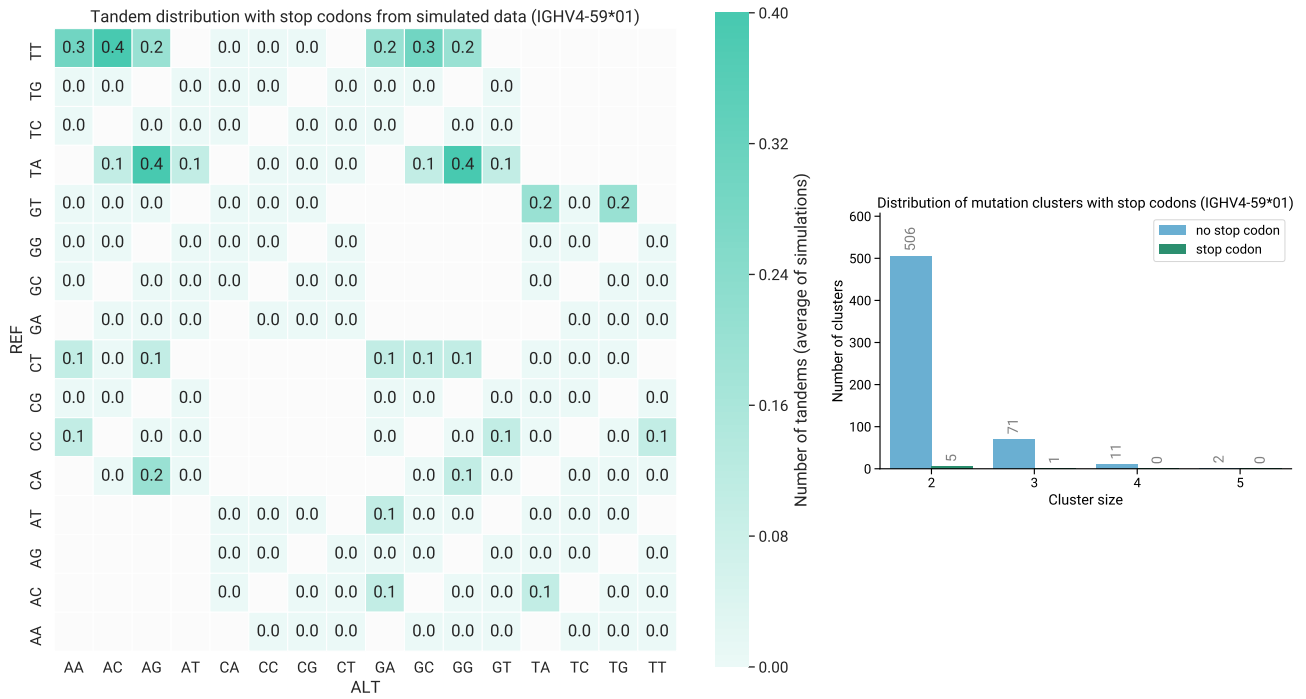 Tandem distribution with stop codons from simulated data (IGHV4-59*01)
REF
TT 0.3 0.4 0.2 0.0 0.0 0.0 0.2 0.3 0.2
TG 0.0 0.0 0.0 0.0 0.0 0.0 0.0 0.0 0.0
TC 0.0 0.0 0.0 0.0 0.0 0.0 0.0 0.0 0.0
TA 0.1 0.4 0.1 0.0 0.0 0.0 0.1 0.4 0.1
GT 0.0 0.0 0.0 0.0 0.0 0.0 0.2 0.0 0.2
GG 0.0 0.0 0.0 0.0 0.0 0.0 0.0 0.0 0.0
GC 0.0 0.0 0.0 0.0 0.0 0.0 0.0 0.0 0.0
GA 0.0 0.0 0.0 0.0 0.0 0.0 0.0 0.0 0.0
CT 0.1 0.0 0.1 0.1 0.1 0.1 0.0 0.0 0.0
CG 0.0 0.0 0.0 0.0 0.0 0.0 0.0 0.0 0.0
CC 0.1 0.0 0.0 0.0 0.0 0.1 0.0 0.0 0.1
CA 0.0 0.2 0.0 0.0 0.1 0.0 0.0 0.0 0.0
AT 0.0 0.0 0.0 0.1 0.0 0.0 0.0 0.0 0.0
AG 0.0 0.0 0.0 0.0 0.0 0.0 0.0 0.0 0.0
AC 0.0 0.0 0.0 0.1 0.0 0.0 0.1 0.0 0.0
AA 0.0 0.0 0.0 0.0 0.0 0.0
AA AC AG AT CA CC CG CT GA GC GG GT TA TC TG TT
ALT
0.40
0.32
0.24
0.16
0.08
0.00
Number of tandems (average of simulations)
Distribution of mutation clusters with stop codons (IGHV4-59*01)
no stop codon
stop codon
Number of clusters
600
500
400
300
200
100
0
506 5 71 1 11 0 2 0
2 3 4 5
Cluster size